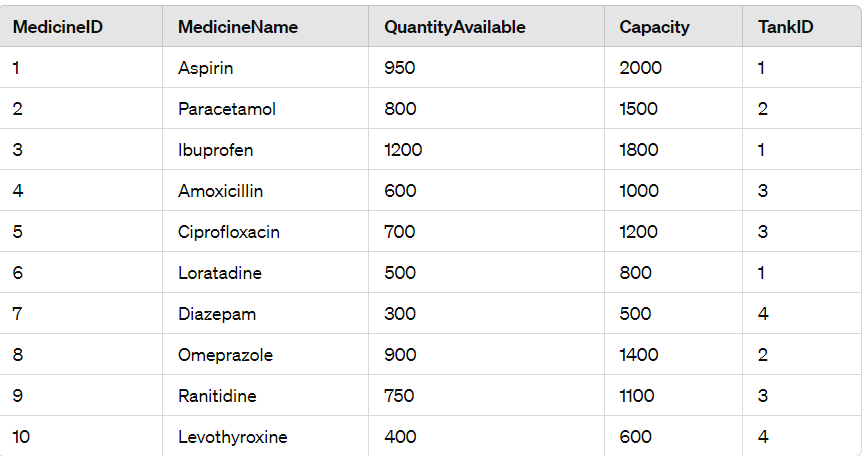 MedicineID MedicineName QuantityAvailable Capacity TankID
1 Aspirin 950 2000 1
2 Paracetamol 800 1500 2
3 Ibuprofen 1200 1800 1
4 Amoxicillin 600 1000 3
5 Ciprofloxacin 700 1200 3
6 Loratadine 500 800 1
7 Diazepam 300 500 4
8 Omeprazole 900 1400 2
9 Ranitidine 750 1100 3
10 Levothyroxine 400 600 4